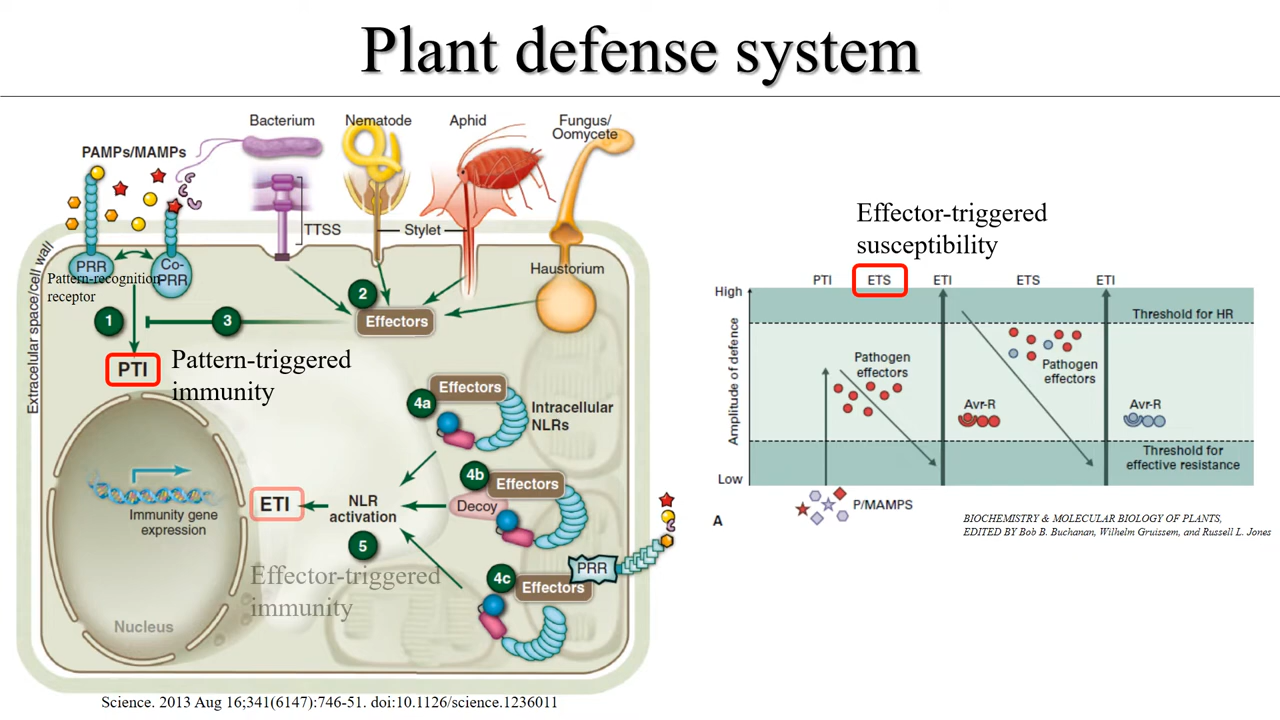 Plant defense system
Bacterium
Nematode
Aphid
Fungus/
Oomycete
PAMPs/MAMPs
TTSS
Stylet
Extracellular space/cell wall
PRR
Co-
PRR
Pattern-recognition
receptor
Haustorium
1
2
3
Effectors
PTI
Pattern-triggered
immunity
4a
Effectors
Intracellular
NLRs
4b
Effectors
Decoy
Immunity gene
expression
ETI
NLR
activation
5
Effector-triggered
immunity
4c
Effectors
PRR
Nucleus
Science. 2013 Aug 16;341(6147):746-51. doi:10.1126/science.1236011
Effector-triggered
susceptibility
PTI
ETS
ETI
ETS
ETI
High
Threshold for HR
Amplitude of defense
Pathogen
effectors
Pathogen
effectors
Avr-R
Avr-R
Threshold for
effective resistance
Low
P/MAMPS
A
BIOCHEMISTRY & MOLECULAR BIOLOGY OF PLANTS,
EDITED BY Bob B. Buchanan, Wilhelm Gruissem, and Russell L. Jones